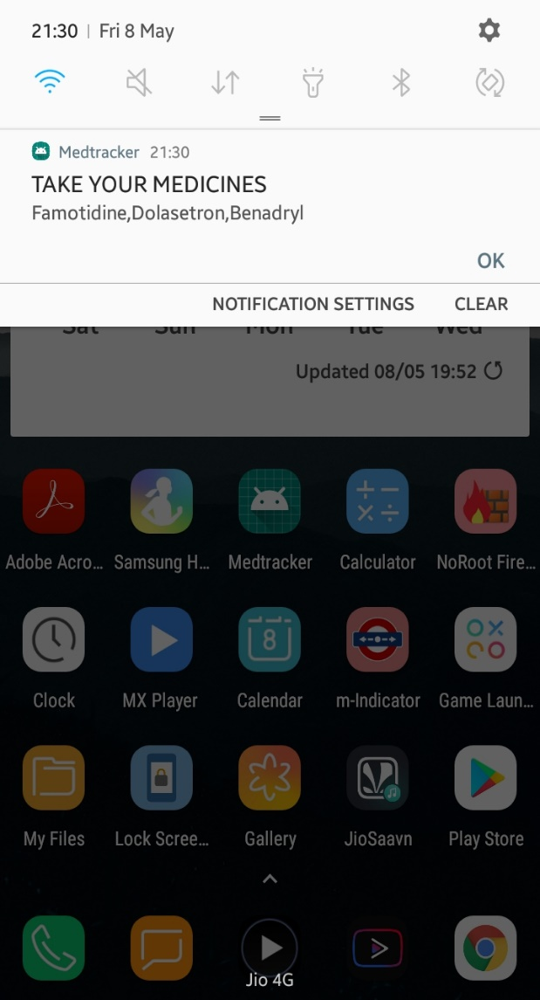 21:30 | Fri 8 May
Medtracker 21:30
TAKE YOUR MEDICINES
Famotidine,Dolasetron,Benadryl
OK
NOTIFICATION SETTINGS CLEAR
Sat Sun Mon Tue Wed
Updated 08/05 19:52
Adobe Acro... Samsung H... Medtracker Calculator NoRoot Fire...
8
Clock MX Player Calendar m-Indicator Game Laun...
My Files Lock Scree... Gallery JioSaavn Play Store
Jio 4G